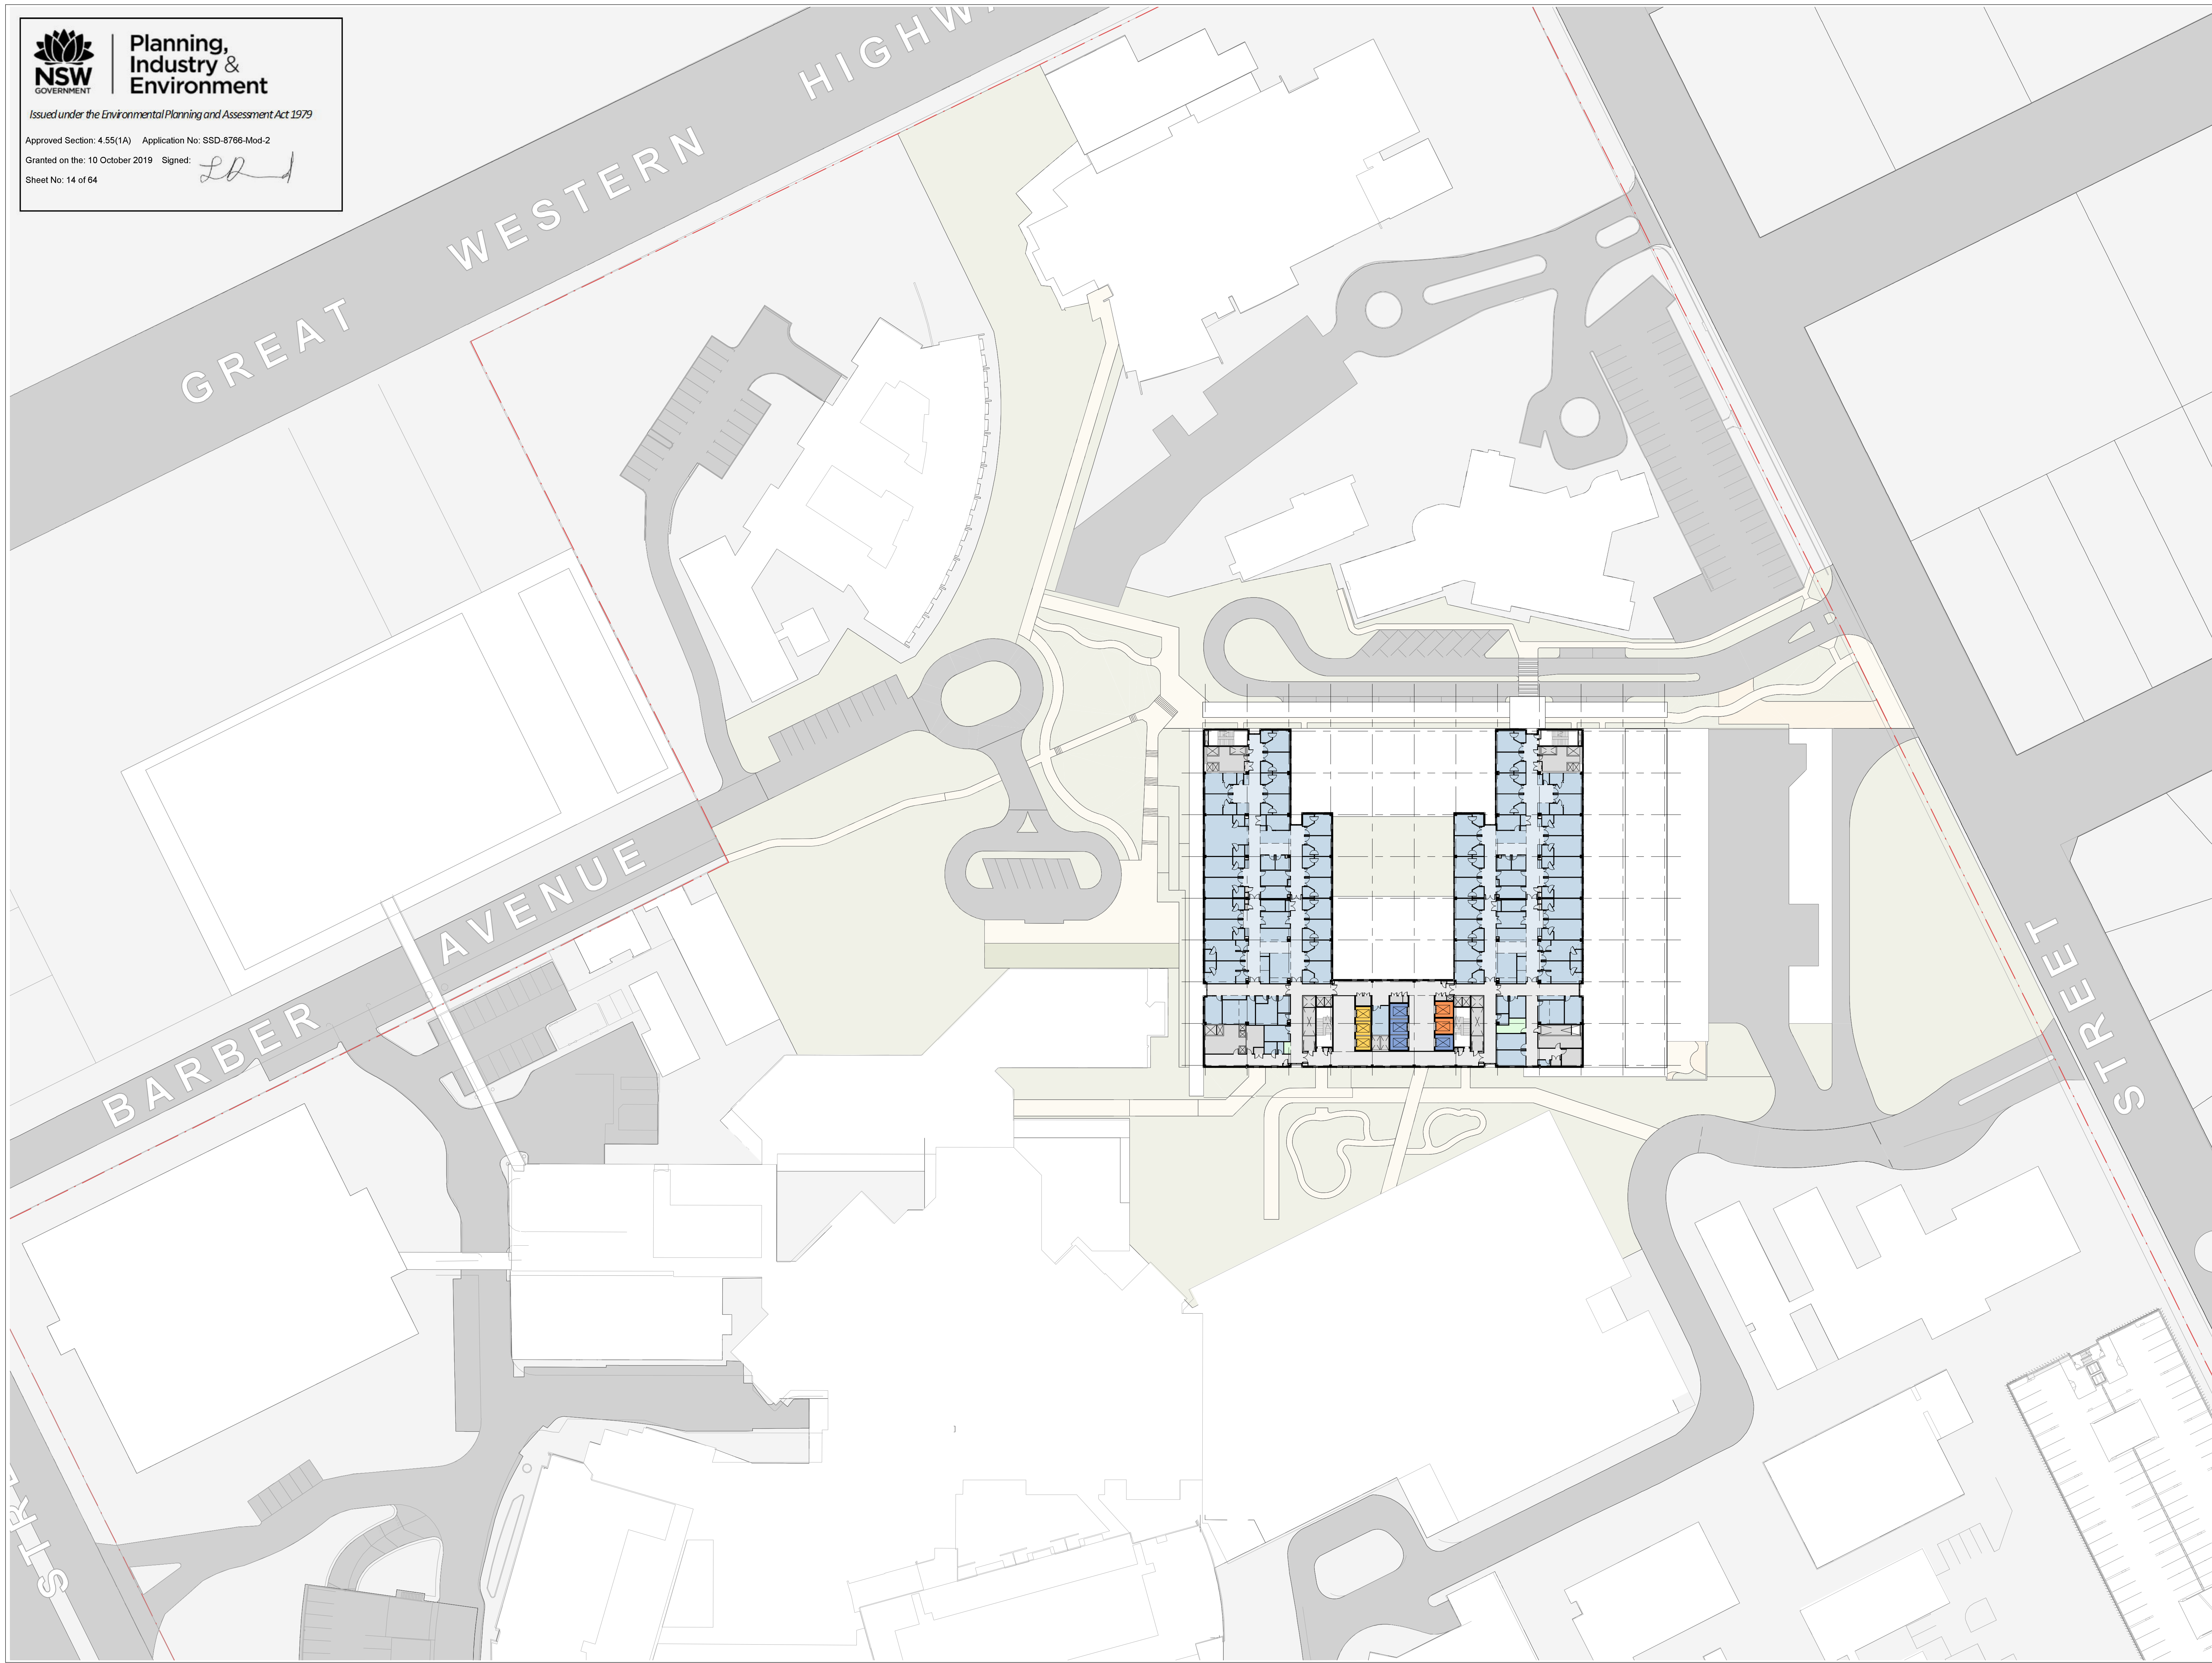 NSW
GOVERNMENT
Planning,
Industry &
Environment
Issued under the Environmental Planning and Assessment Act 1979
Approved Section: 4.55(1A) Application No: SSD-8766-Mod-2
Granted on the: 10 October 2019 Signed:
Sheet No: 14 of 64
GREAT WESTERN HIGHWA
BARBER AVENUE
STREET
STR